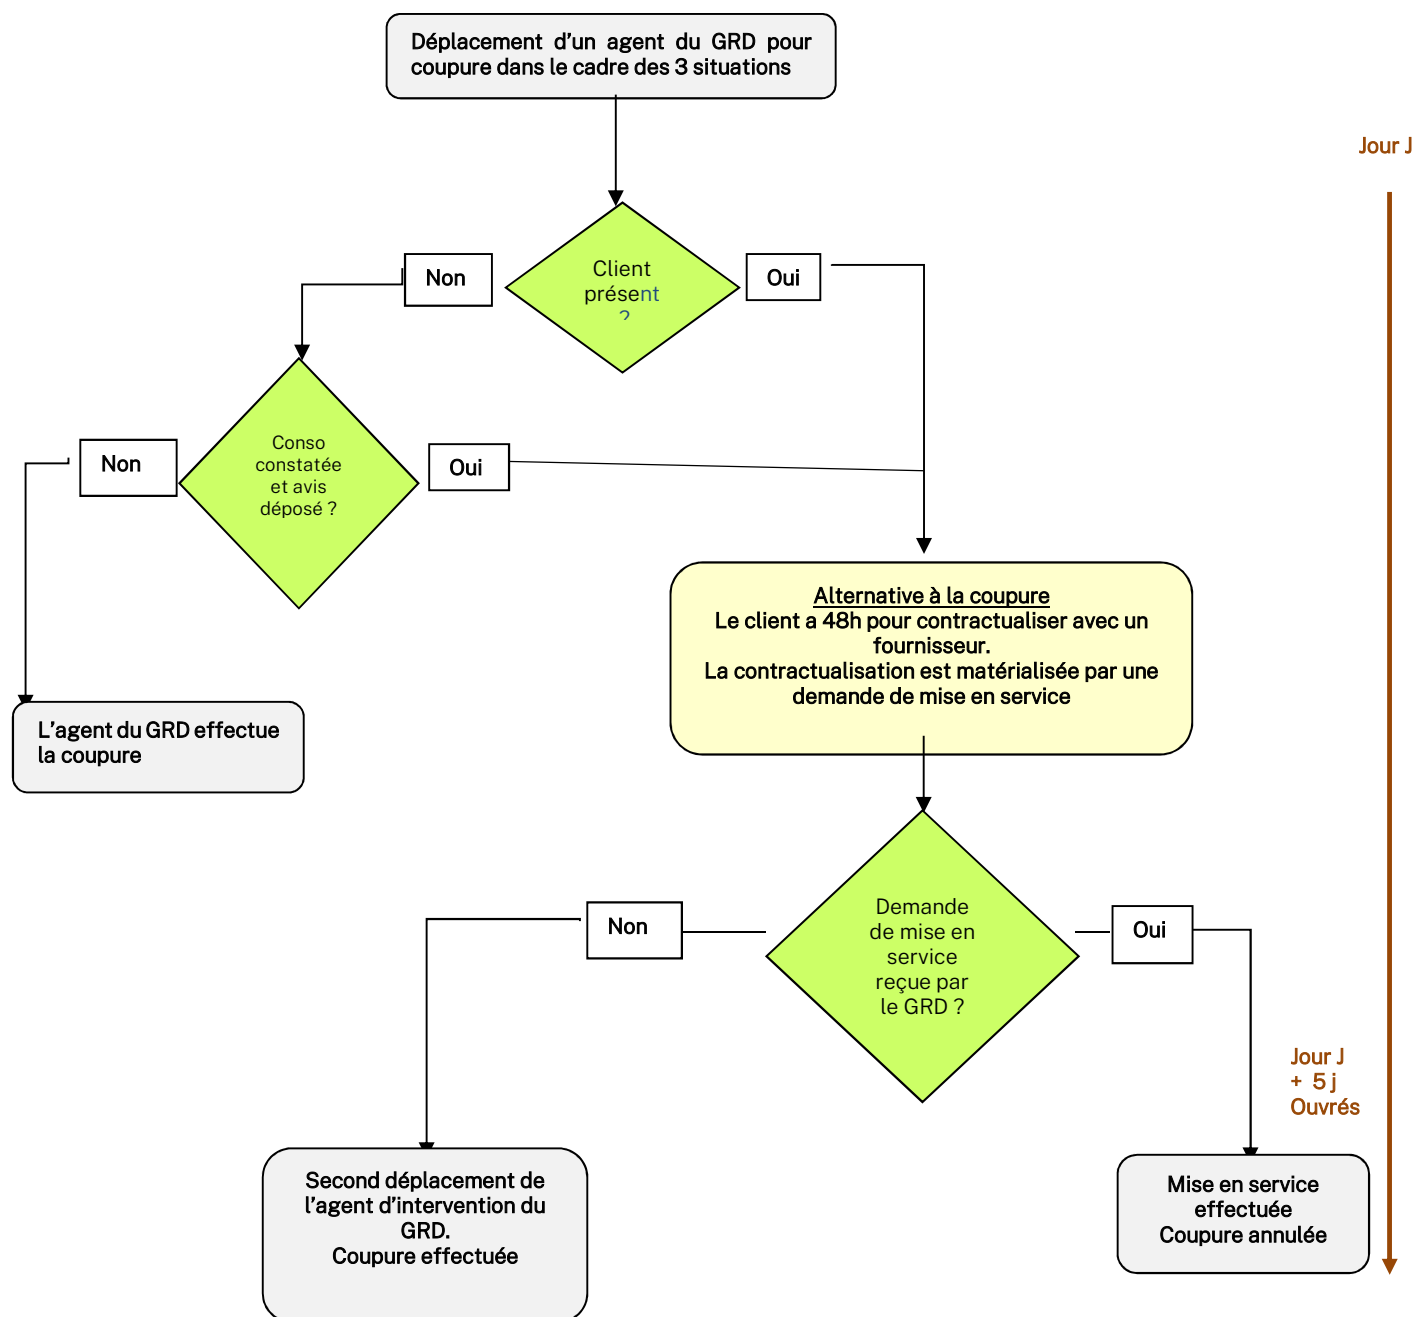 Déplacement d'un agent du GRD pour
coupure dans le cadre des 3 situations
Jour J
Non
Client
présent
?
Oui
Non
Conso
constatée
et avis
déposé ?
Oui
Alternative à la coupure
Le client a 48h pour contractualiser avec un
fournisseur.
La contractualisation est matérialisée par une
demande de mise en service
L'agent du GRD effectue
la coupure
Non
Demande
de mise en
service
reçue par
le GRD ?
Oui
Jour J
+ 5 j
Ouvrés
Second déplacement de
l'agent d'intervention du
GRD.
Coupure effectuée
Mise en service
effectuée
Coupure annulée